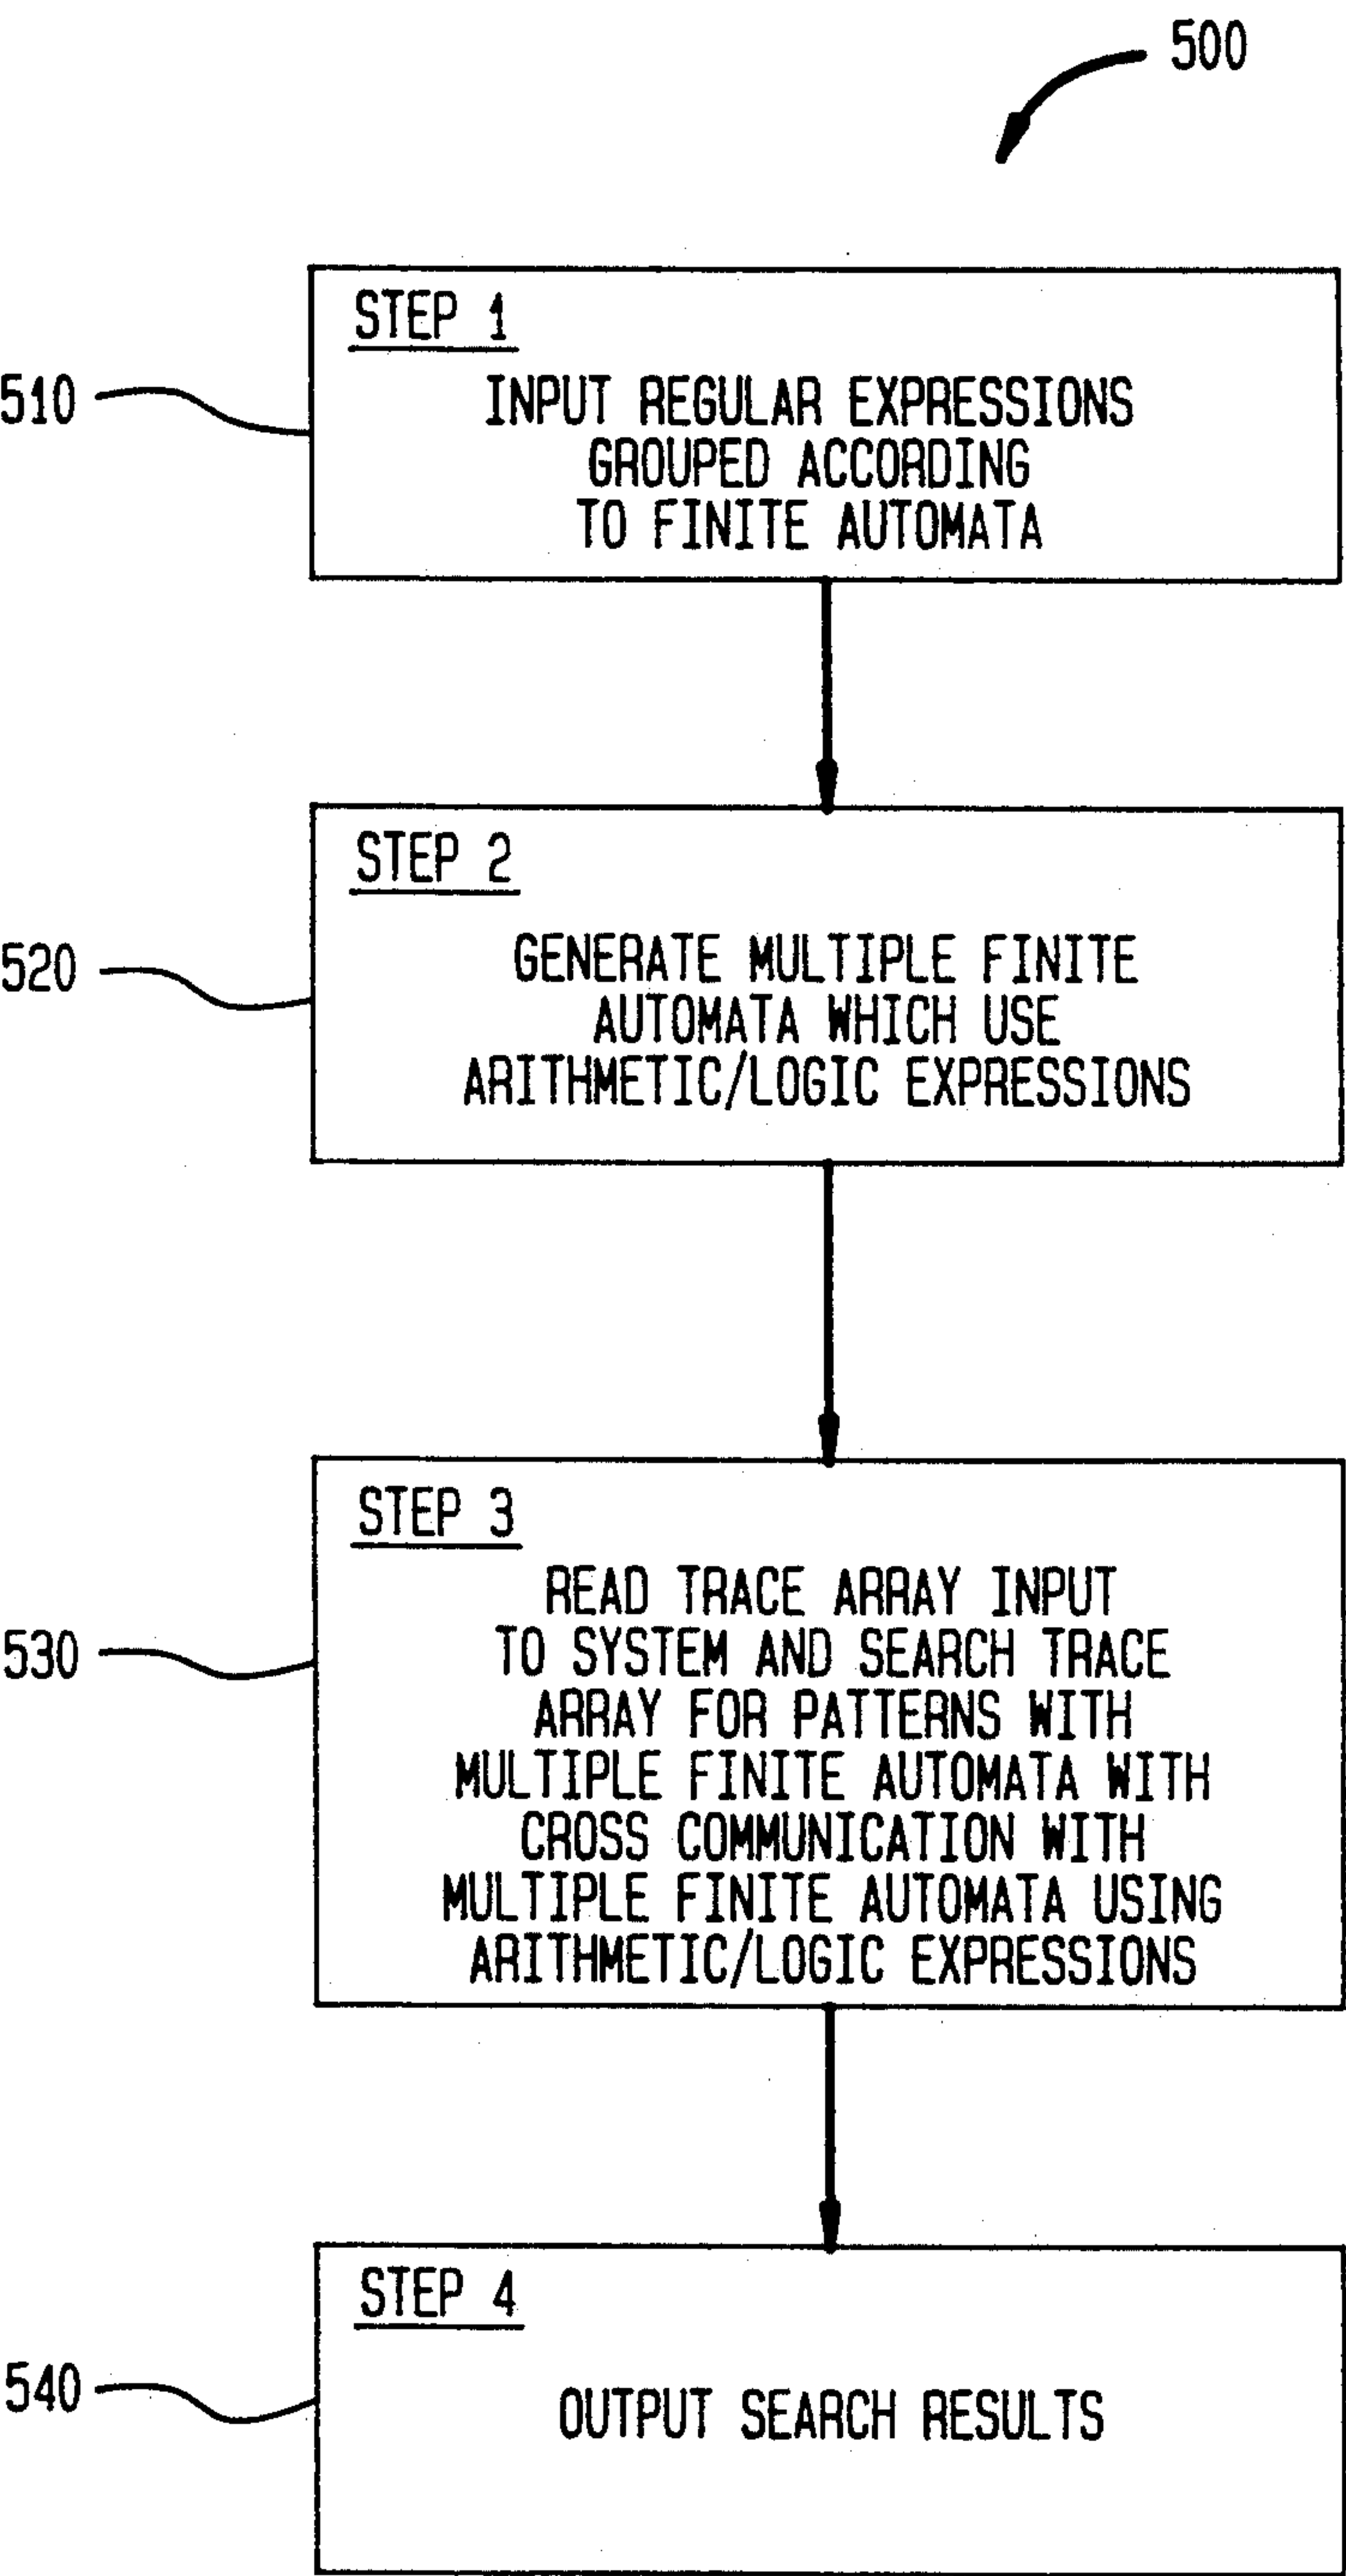 500
STEP 1
510
INPUT REGULAR EXPRESSIONS
GROUPED ACCORDING
TO FINITE AUTOMATA
STEP 2
520
GENERATE MULTIPLE FINITE
AUTOMATA WHICH USE
ARITHMETIC/LOGIC EXPRESSIONS
STEP 3
530
READ TRACE ARRAY INPUT
TO SYSTEM AND SEARCH TRACE
ARRAY FOR PATTERNS WITH
MULTIPLE FINITE AUTOMATA WITH
CROSS COMMUNICATION WITH
MULTIPLE FINITE AUTOMATA USING
ARITHMETIC/LOGIC EXPRESSIONS
STEP 4
540
OUTPUT SEARCH RESULTS